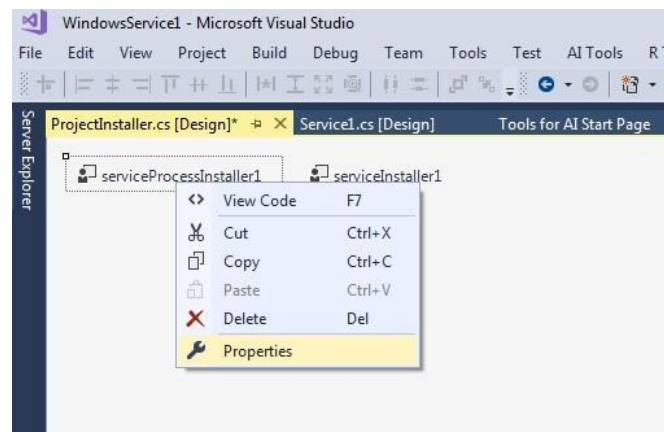 WindowsService1 - Microsoft Visual Studio
File Edit View Project Build Debug Team Tools Test AI Tools R
ProjectInstaller.cs [Design]* Service1.cs [Design] Tools for AI Start Page
Server Explorer
serviceProcessInstaller1 serviceInstaller1
View Code F7
Cut Ctrl+X
Copy Ctrl+C
Paste Ctrl+V
Delete Del
Properties